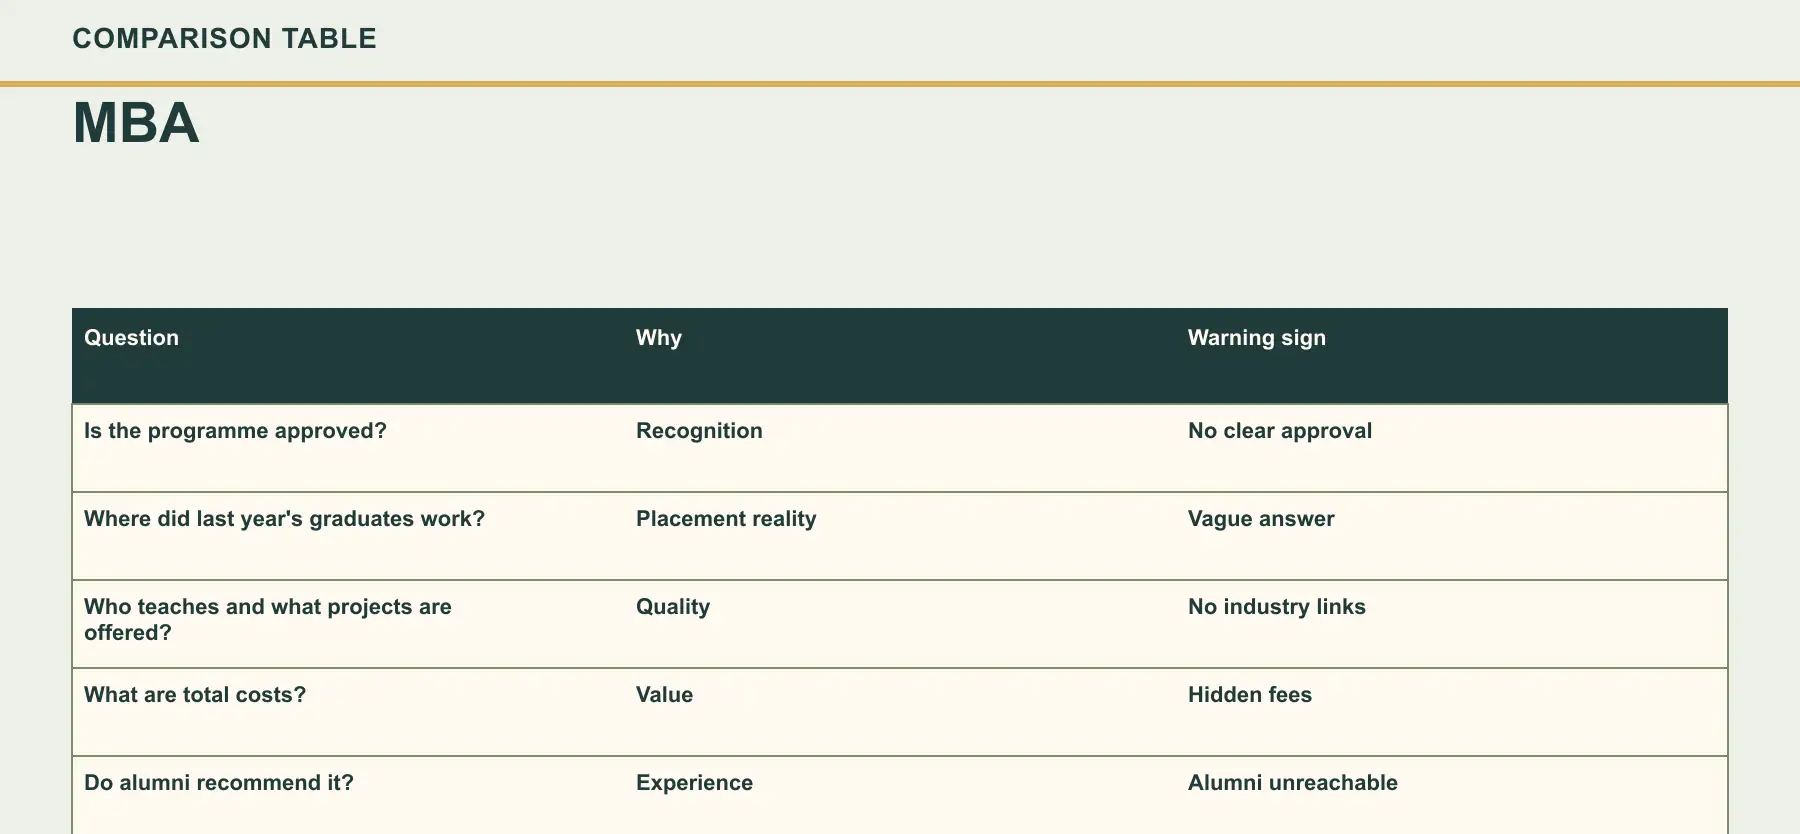 COMPARISON TABLE
MBA
Question Why Warning sign
Is the programme approved? Recognition No clear approval
Where did last year's graduates work? Placement reality Vague answer
Who teaches and what projects are Quality No industry links
offered?
What are total costs? Value Hidden fees
Do alumni recommend it? Experience Alumni unreachable